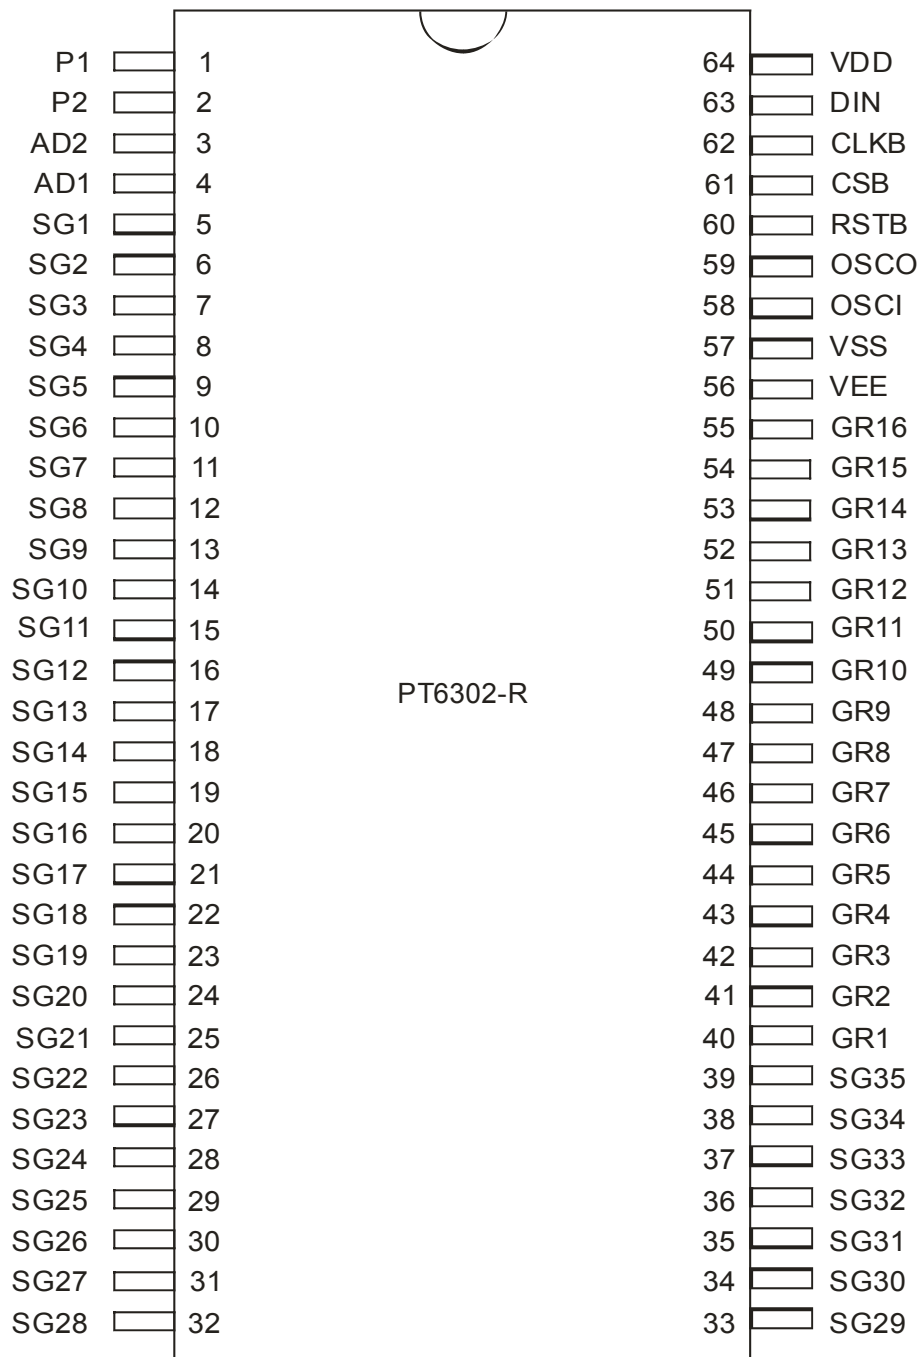 P1 1 64 VDD
P2 2 63 DIN
AD2 3 62 CLKB
AD1 4 61 CSB
SG1 5 60 RSTB
SG2 6 59 OSCO
SG3 7 58 OSCI
SG4 8 57 VSS
SG5 9 56 VEE
SG6 10 55 GR16
SG7 11 54 GR15
SG8 12 53 GR14
SG9 13 52 GR13
SG10 14 51 GR12
SG11 15 50 GR11
SG12 16 49 GR10
PT6302-R
SG13 17 48 GR9
SG14 18 47 GR8
SG15 19 46 GR7
SG16 20 45 GR6
SG17 21 44 GR5
SG18 22 43 GR4
SG19 23 42 GR3
SG20 24 41 GR2
SG21 25 40 GR1
SG22 26 39 SG35
SG23 27 38 SG34
SG24 28 37 SG33
SG25 29 36 SG32
SG26 30 35 SG31
SG27 31 34 SG30
SG28 32 33 SG29